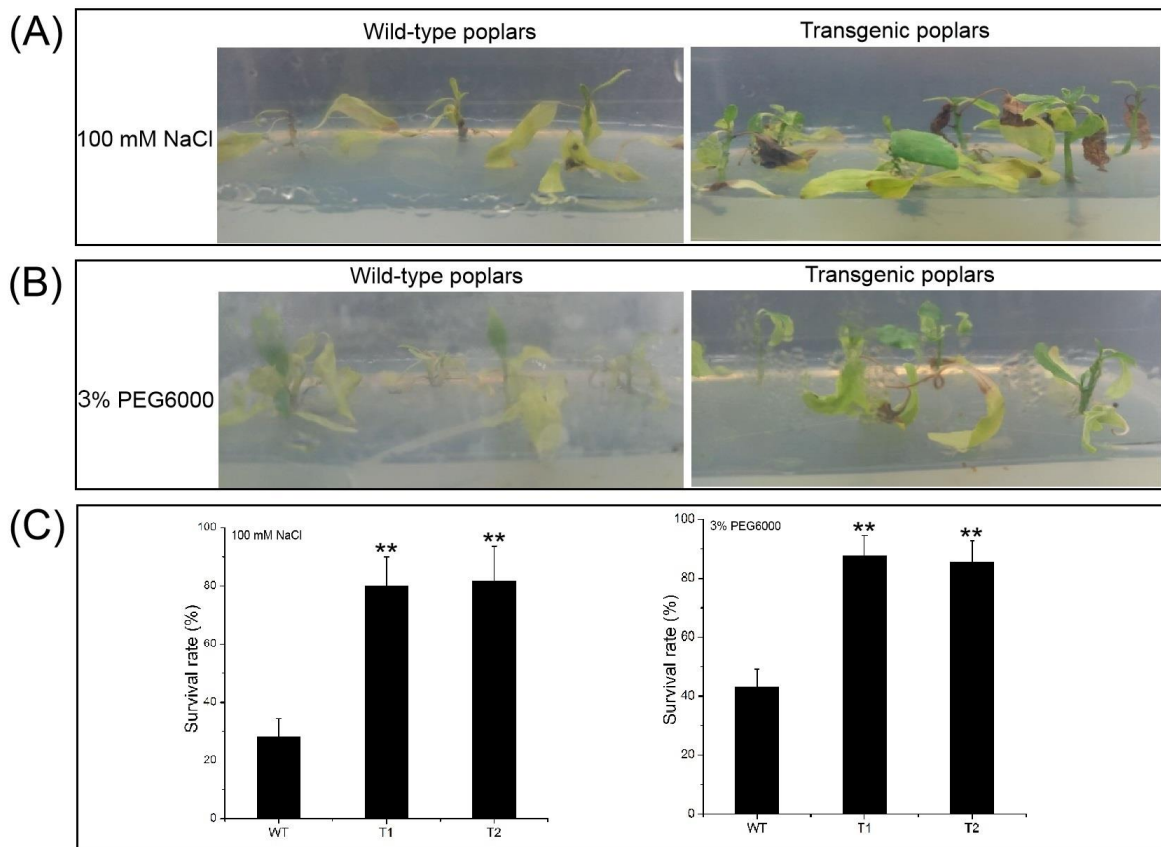 (A)
Wild-type poplars
Transgenic poplars
100 mM NaCl
(B)
Wild-type poplars
Transgenic poplars
3% PEG6000
(C)
100 mM NaCl
Survival rate (%)
100
80
60
40
20
0
**
**
WT
T1
T2
3% PEG6000
Survival rate (%)
100
80
60
40
20
0
**
**
WT
T1
T2